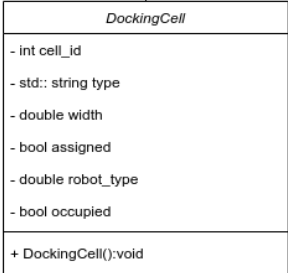 DockingCell
- int cell_id
- std:: string type
- double width
- bool assigned
- double robot_type
- bool occupied
+ DockingCell():void